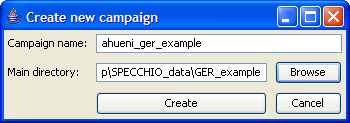 Create new campaign
Campaign name: ahueni_ger_example
Main directory: p\SPECCHIO_data\GER_example Browse
Create Cancel